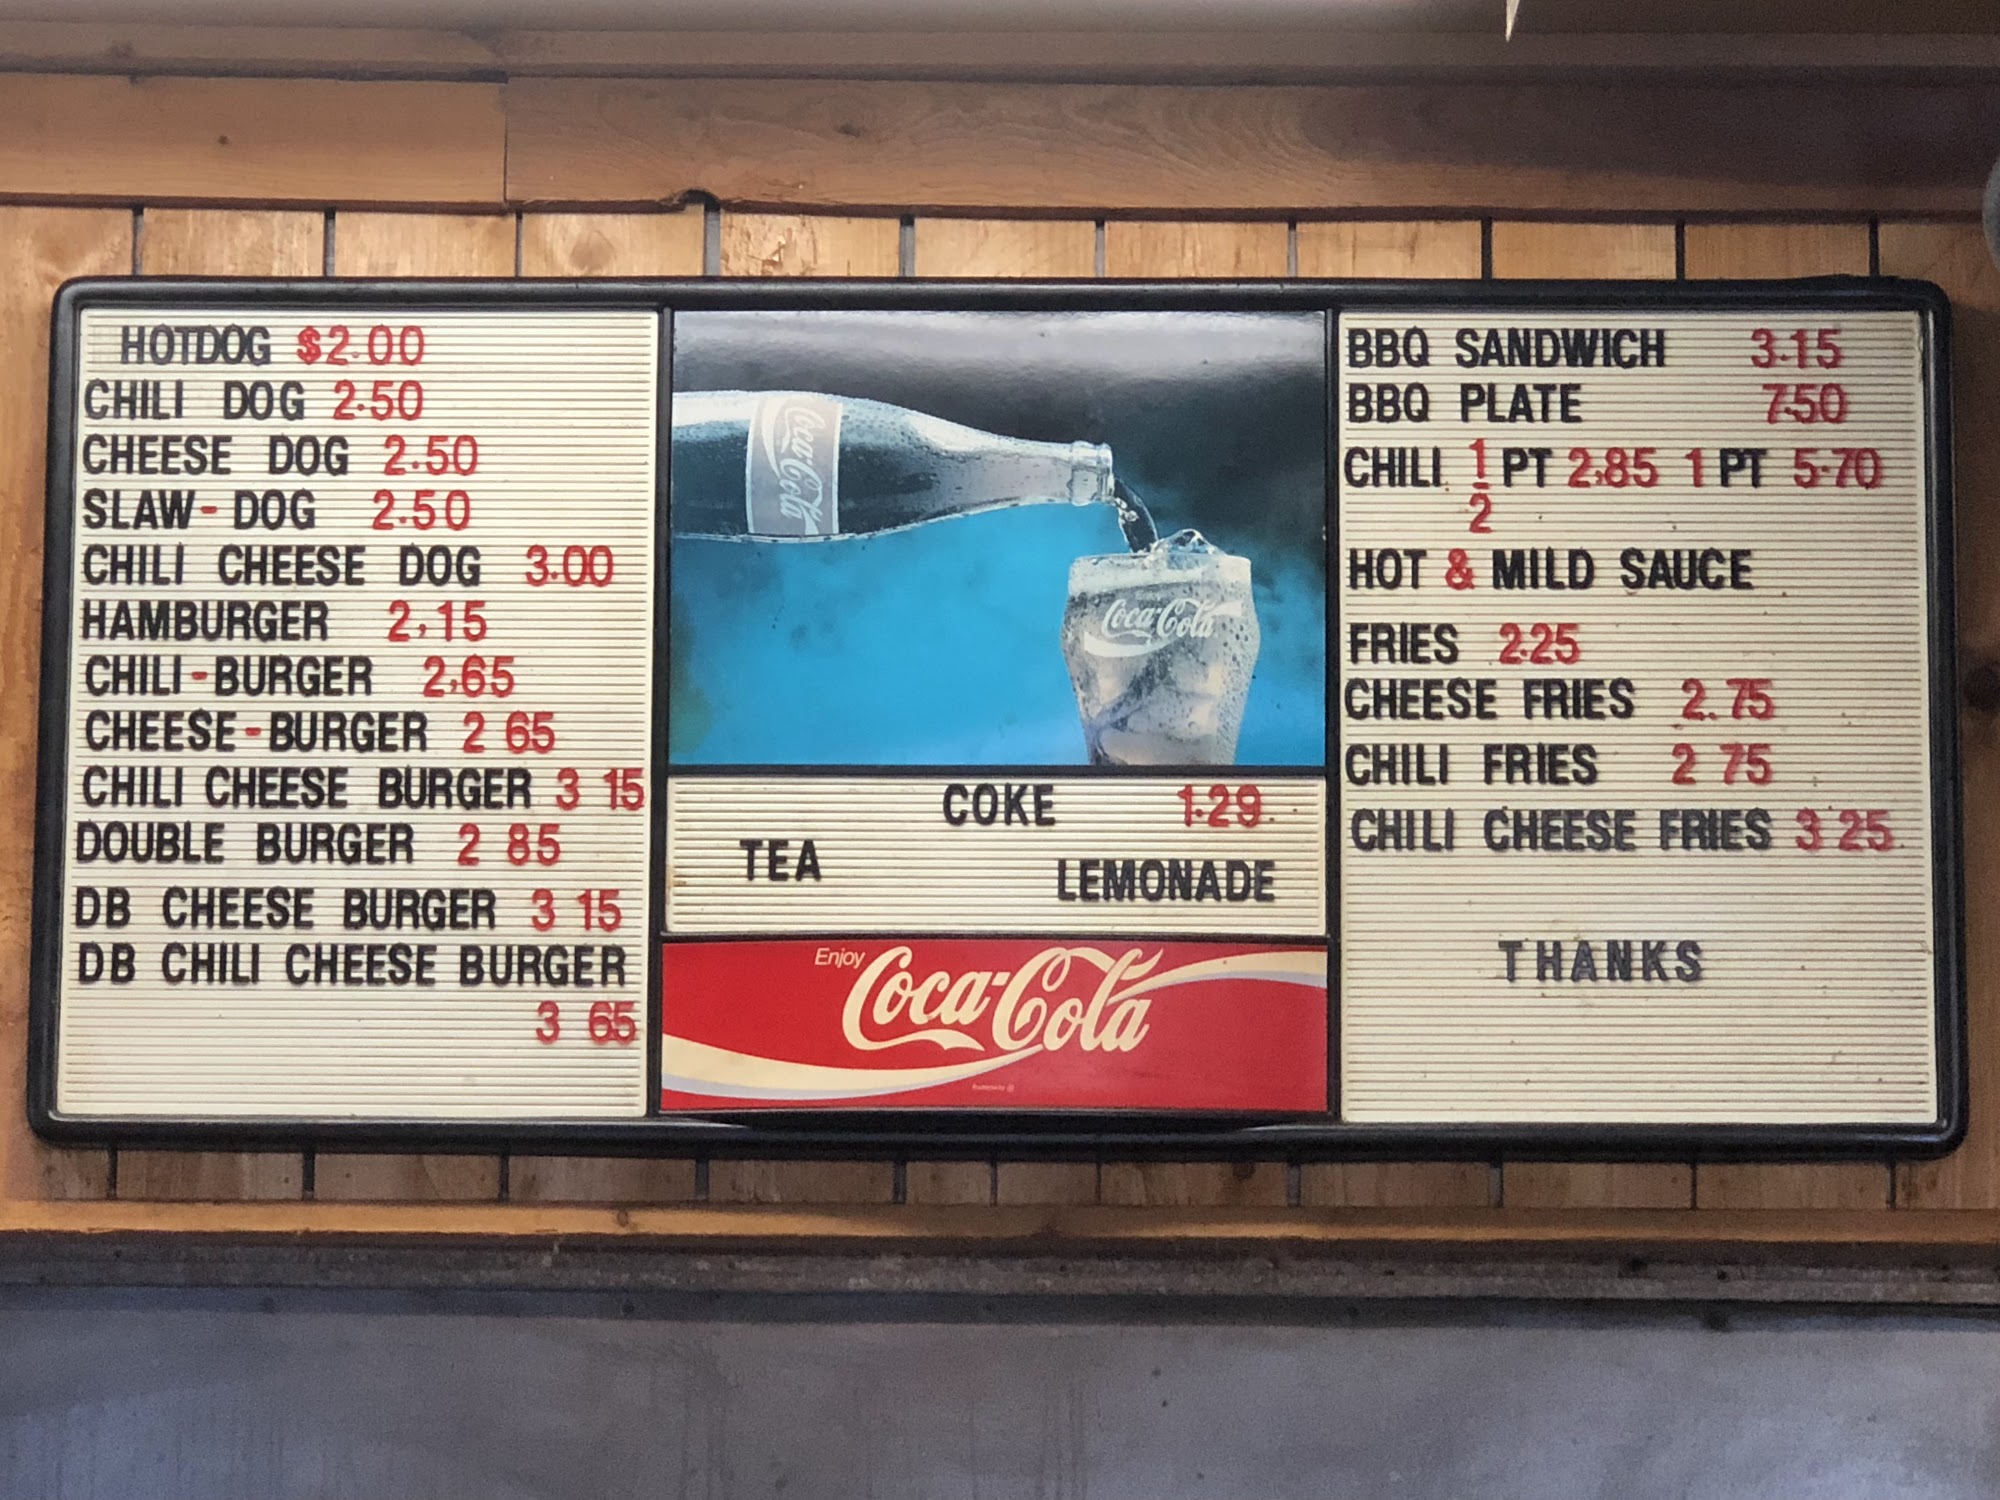 HOTDOG $2.00
CHILI DOG 2.50
CHEESE DOG 2.50
SLAW-DOG 2.50
CHILI CHEESE DOG 3.00
HAMBURGER 2,15
CHILI-BURGER 2,65
CHEESE-BURGER 2 65
CHILI CHEESE BURGER 3 15
DOUBLE BURGER 2 85
DB CHEESE BURGER 3 15
DB CHILI CHEESE BURGER
3 65
Coca-Cola
Coca-Cola
COKE 1.29
TEA
LEMONADE
Enjoy
Coca-Cola
BBQ SANDWICH 3.15
BBQ PLATE 7.50
CHILI 1/2 PT 2,85 1 PT 5.70
HOT & MILD SAUCE
FRIES 2.25
CHEESE FRIES 2.75
CHILI FRIES 2 75
CHILI CHEESE FRIES 3 25
THANKS